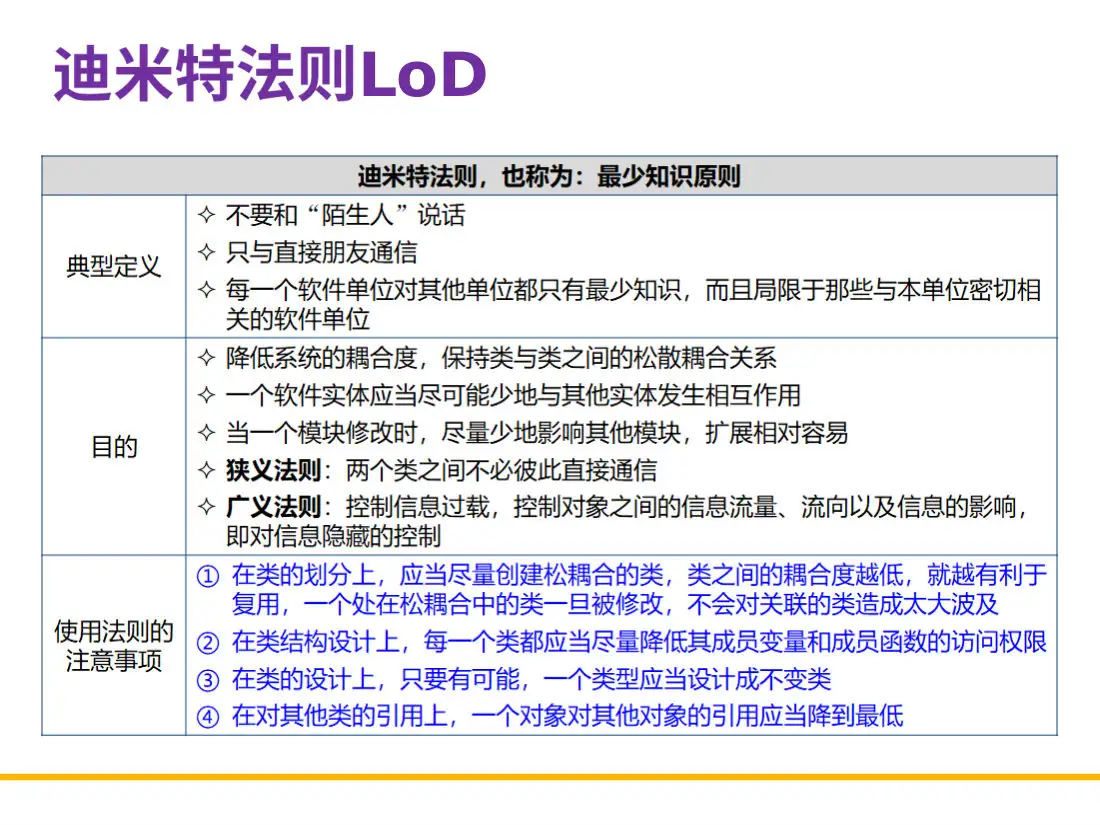 迪米特法则LoD
迪米特法则，也称为：最少知识原则
典型定义
✧ 不要和“陌生人”说话
✧ 只与直接朋友通信
✧ 每一个软件单位对其他单位都只有最少知识，而且局限于那些与本单位密切相
关的软件单位
目的
✧ 降低系统的耦合度，保持类与类之间的松散耦合关系
✧ 一个软件实体应当尽可能少地与其他实体发生相互作用
✧ 当一个模块修改时，尽量少地影响其他模块，扩展相对容易
✧ 狭义法则：两个类之间不必彼此直接通信
✧ 广义法则：控制信息过载，控制对象之间的信息流量、流向以及信息的影响，
即对信息隐藏的控制
使用法则的
注意事项
① 在类的划分上，应当尽量创建松耦合的类，类之间的耦合度越低，就越有利于
复用，一个处在松耦合中的类一旦被修改，不会对关联的类造成太大波及
② 在类结构设计上，每一个类都应当尽量降低其成员变量和成员函数的访问权限
③ 在类的设计上，只要有可能，一个类型应当设计成不变类
④ 在对其他类的引用上，一个对象对其他对象的引用应当降到最低